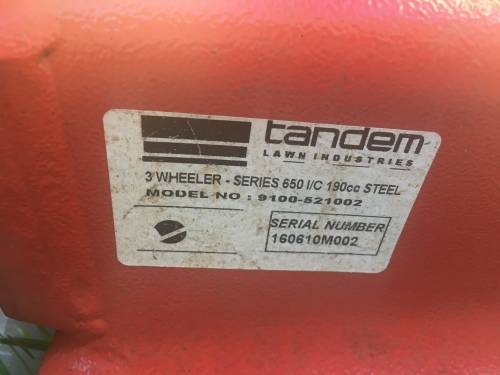 tandem
LAWN INDUSTRIES
3 WHEELER - SERIES 650 I/C 190cc STEEL
MODEL NO : 9100-521002
SERIAL NUMBER
160610M002